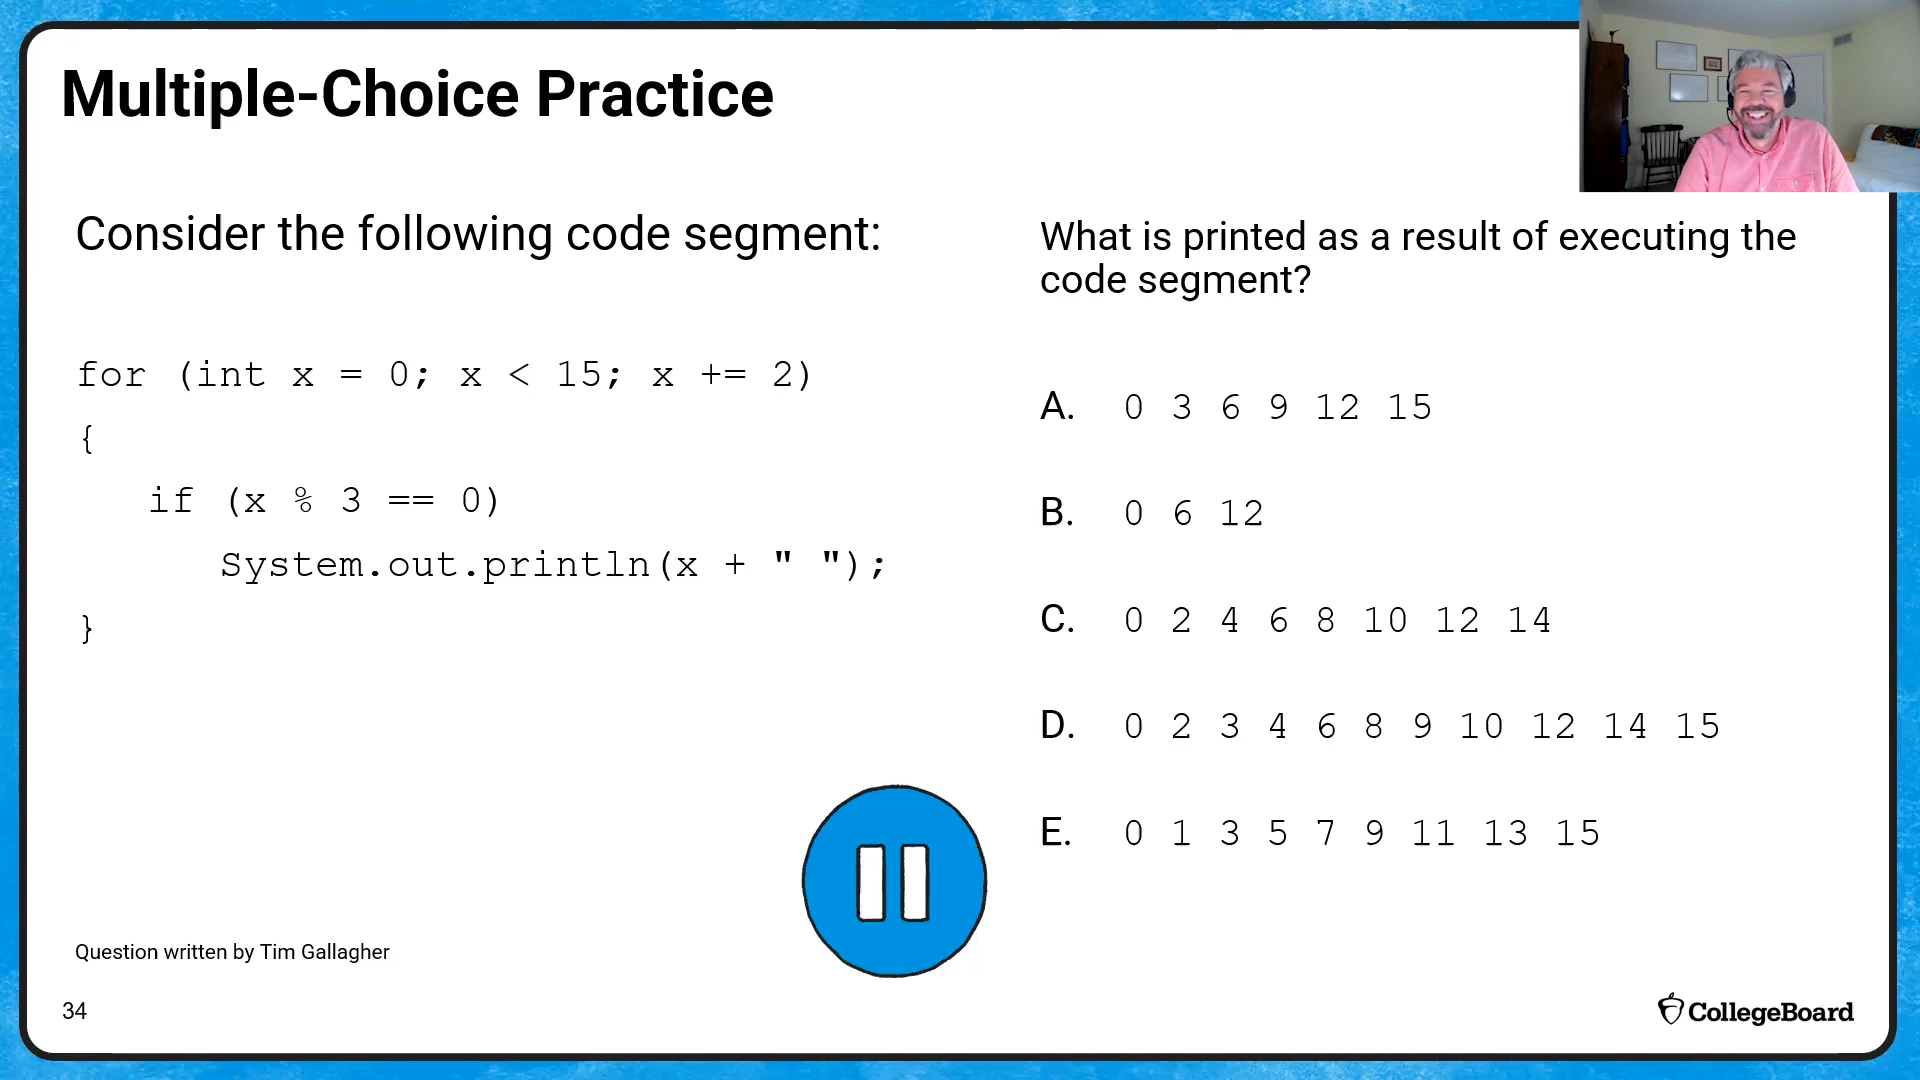 Multiple-Choice Practice
Consider the following code segment:
for (int x = 0; x < 15; x += 2)
{
if (x % 3 == 0)
System.out.println(x + " ");
}
Question written by Tim Gallagher
34
What is printed as a result of executing the
code segment?
A. 0 3 6 9 12 15
B. 0 6 12
C. 0 2 4 6 8 10 12 14
D. 0 2 3 4 6 8 9 10 12 14 15
E. 0 1 3 5 7 9 11 13 15
CollegeBoard